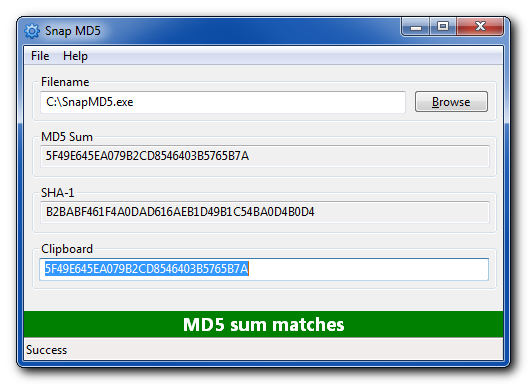 Snap MD5
File Help
Filename
C:\SnapMD5.exe
Browse
MD5 Sum
5F49E645EA079B2CD8546403B5765B7A
SHA-1
B2BABF461F4A0DAD616AEB1D49B1C54BA0D4B0D4
Clipboard
5F49E645EA079B2CD8546403B5765B7A
MD5 sum matches
Success